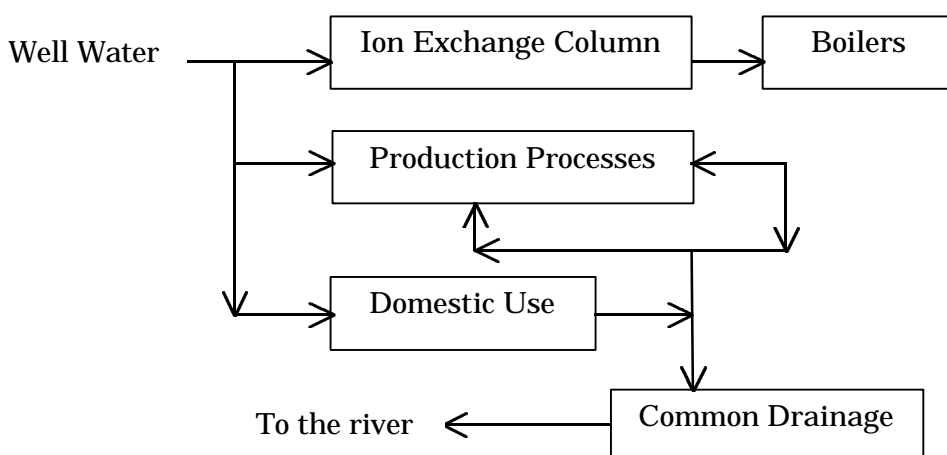 Well Water
Ion Exchange Column
Boilers
Production Processes
Domestic Use
Common Drainage
To the river